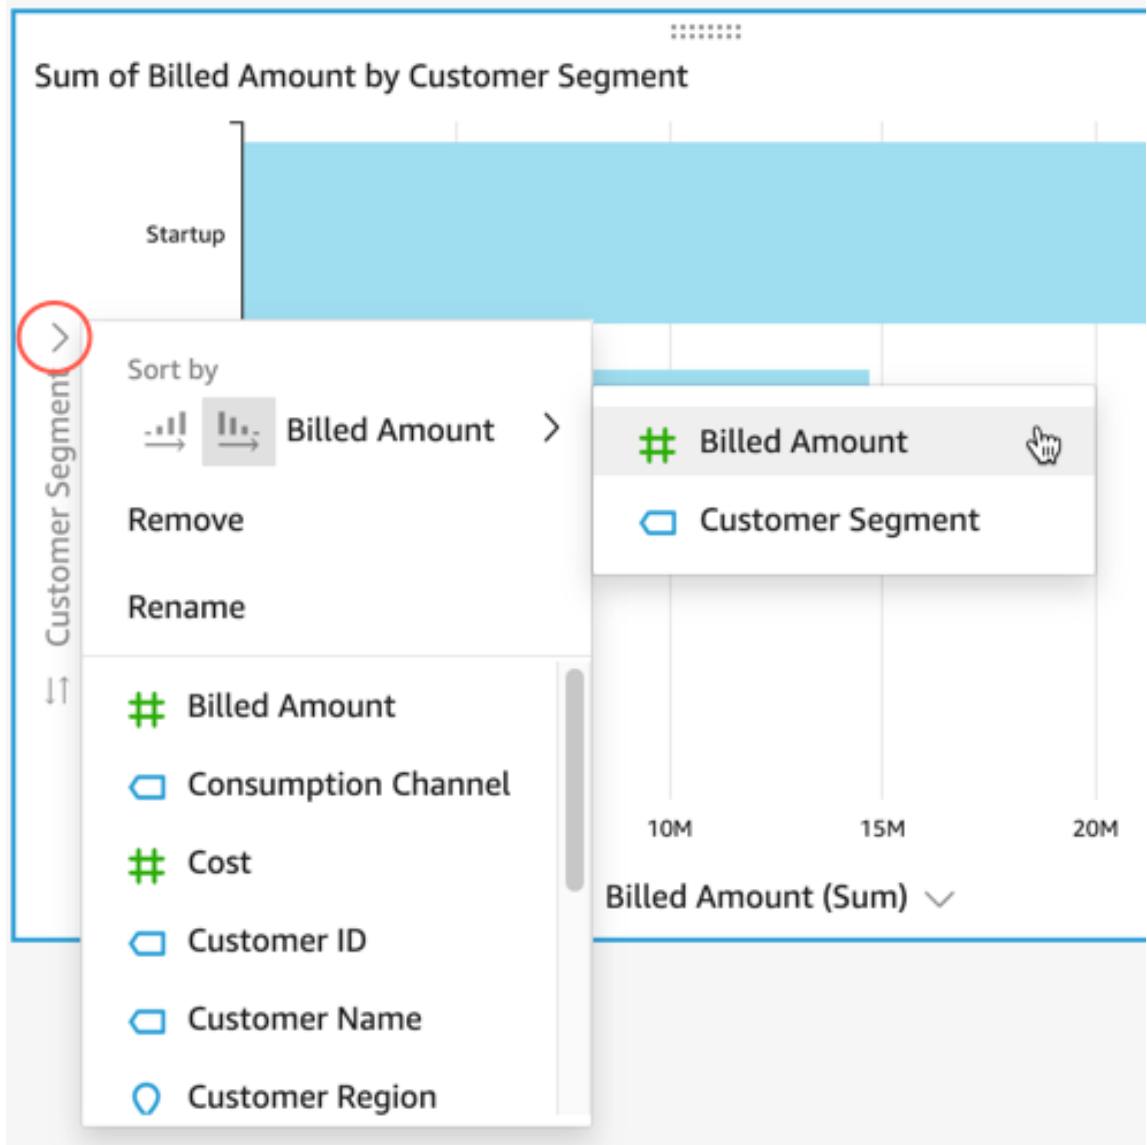 Sum of Billed Amount by Customer Segment
Startup
Customer Segment
Sort by
Billed Amount
Remove
Rename
Billed Amount
Customer Segment
Billed Amount
Consumption Channel
Cost
Customer ID
Customer Name
Customer Region
10M
15M
20M
Billed Amount (Sum)